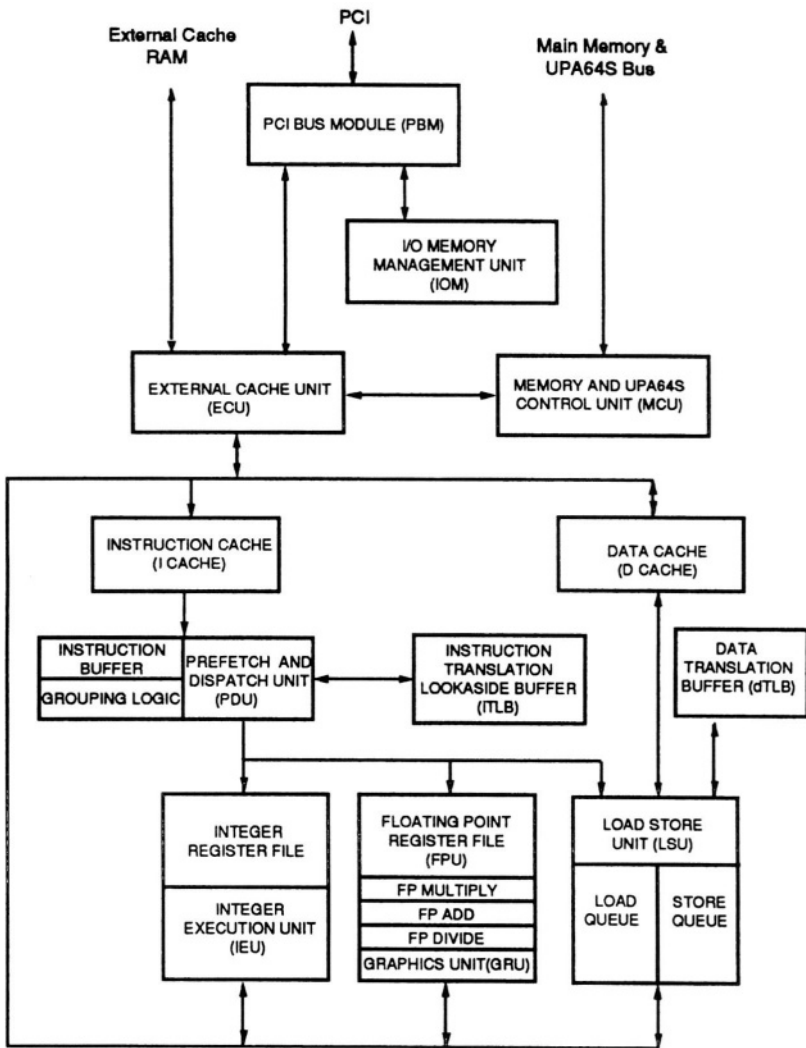 PCI
External Cache
RAM
Main Memory &
UPA64S Bus
PCI BUS MODULE (PBM)
I/O MEMORY
MANAGEMENT UNIT
(IOM)
EXTERNAL CACHE UNIT
(ECU)
MEMORY AND UPA64S
CONTROL UNIT (MCU)
INSTRUCTION CACHE
(I CACHE)
DATA CACHE
(D CACHE)
INSTRUCTION
BUFFER
GROUPING LOGIC
PREFETCH AND
DISPATCH UNIT
(PDU)
INSTRUCTION
TRANSLATION
LOOKASIDE BUFFER
(ITLB)
DATA
TRANSLATION
BUFFER (dTLB)
INTEGER
REGISTER FILE
INTEGER
EXECUTION UNIT
(IEU)
FLOATING POINT
REGISTER FILE
(FPU)
FP MULTIPLY
FP ADD
FP DIVIDE
GRAPHICS UNIT(GRU)
LOAD STORE
UNIT (LSU)
LOAD
QUEUE
STORE
QUEUE